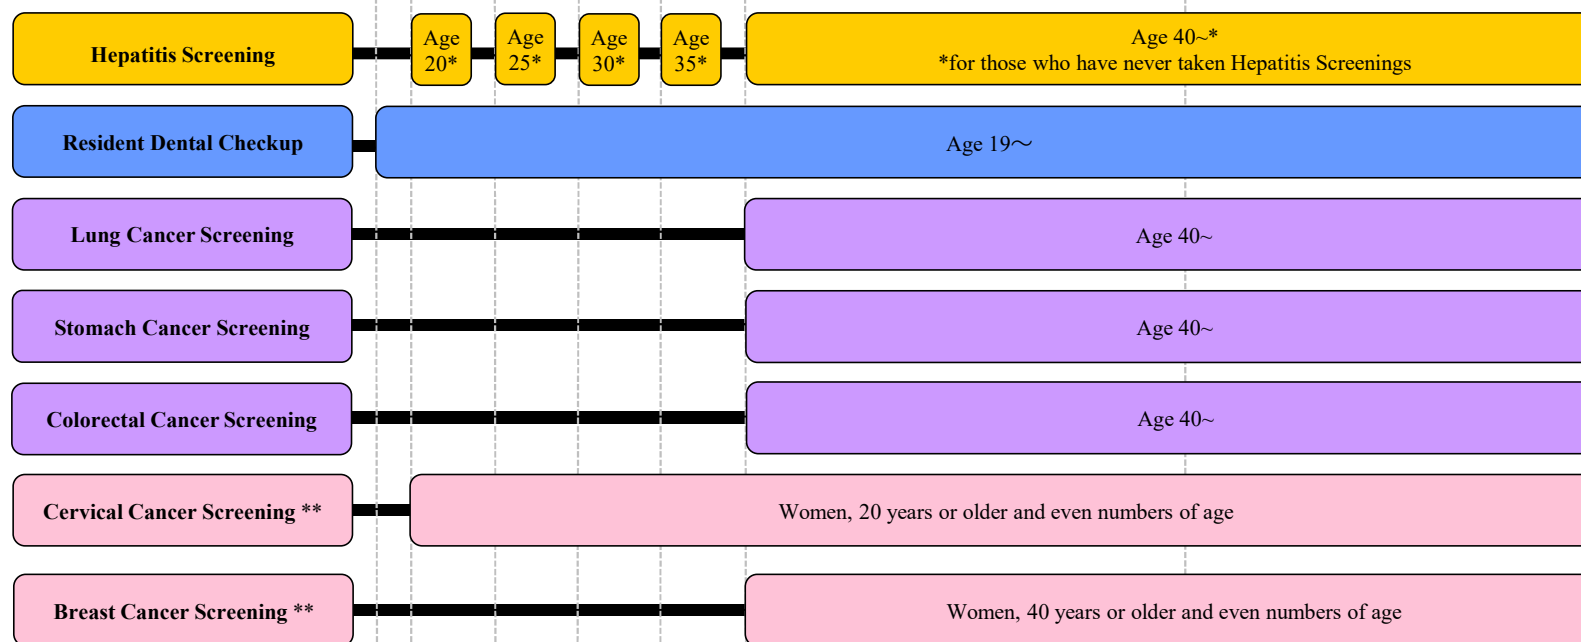 Hepatitis Screening
Age
20*
Age
25*
Age
30*
Age
35*
Age 40~*
*for those who have never taken Hepatitis Screenings
Resident Dental Checkup
Age 19～
Lung Cancer Screening
Age 40~
Stomach Cancer Screening
Age 40~
Colorectal Cancer Screening
Age 40~
Cervical Cancer Screening **
Women, 20 years or older and even numbers of age
Breast Cancer Screening **
Women, 40 years or older and even numbers of age